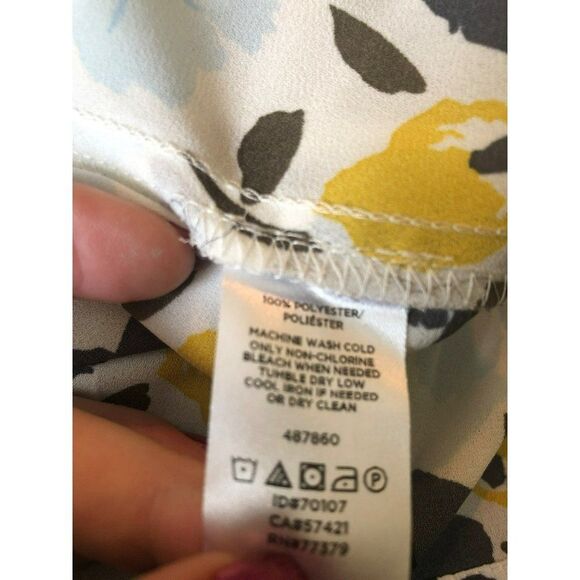 100% POLYESTER/
POLIÉSTER
MACHINE WASH COLD
ONLY NON-CHLORINE
BLEACH WHEN NEEDED
TUMBLE DRY LOW
COOL IRON IF NEEDED
OR DRY CLEAN
487860
P
ID#70107
CA#57421
RN#77379